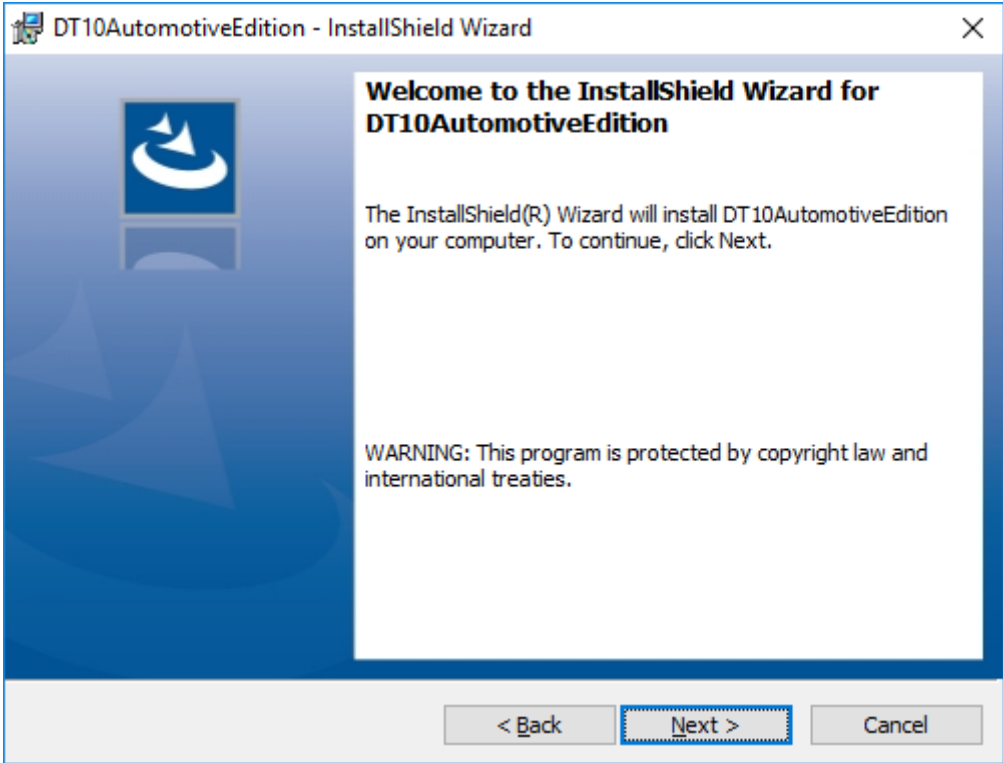 DT10AutomotiveEdition - InstallShield Wizard
Welcome to the InstallShield Wizard for
DT10AutomotiveEdition
The InstallShield(R) Wizard will install DT10AutomotiveEdition
on your computer. To continue, click Next.
WARNING: This program is protected by copyright law and
international treaties.
< Back
Next >
Cancel